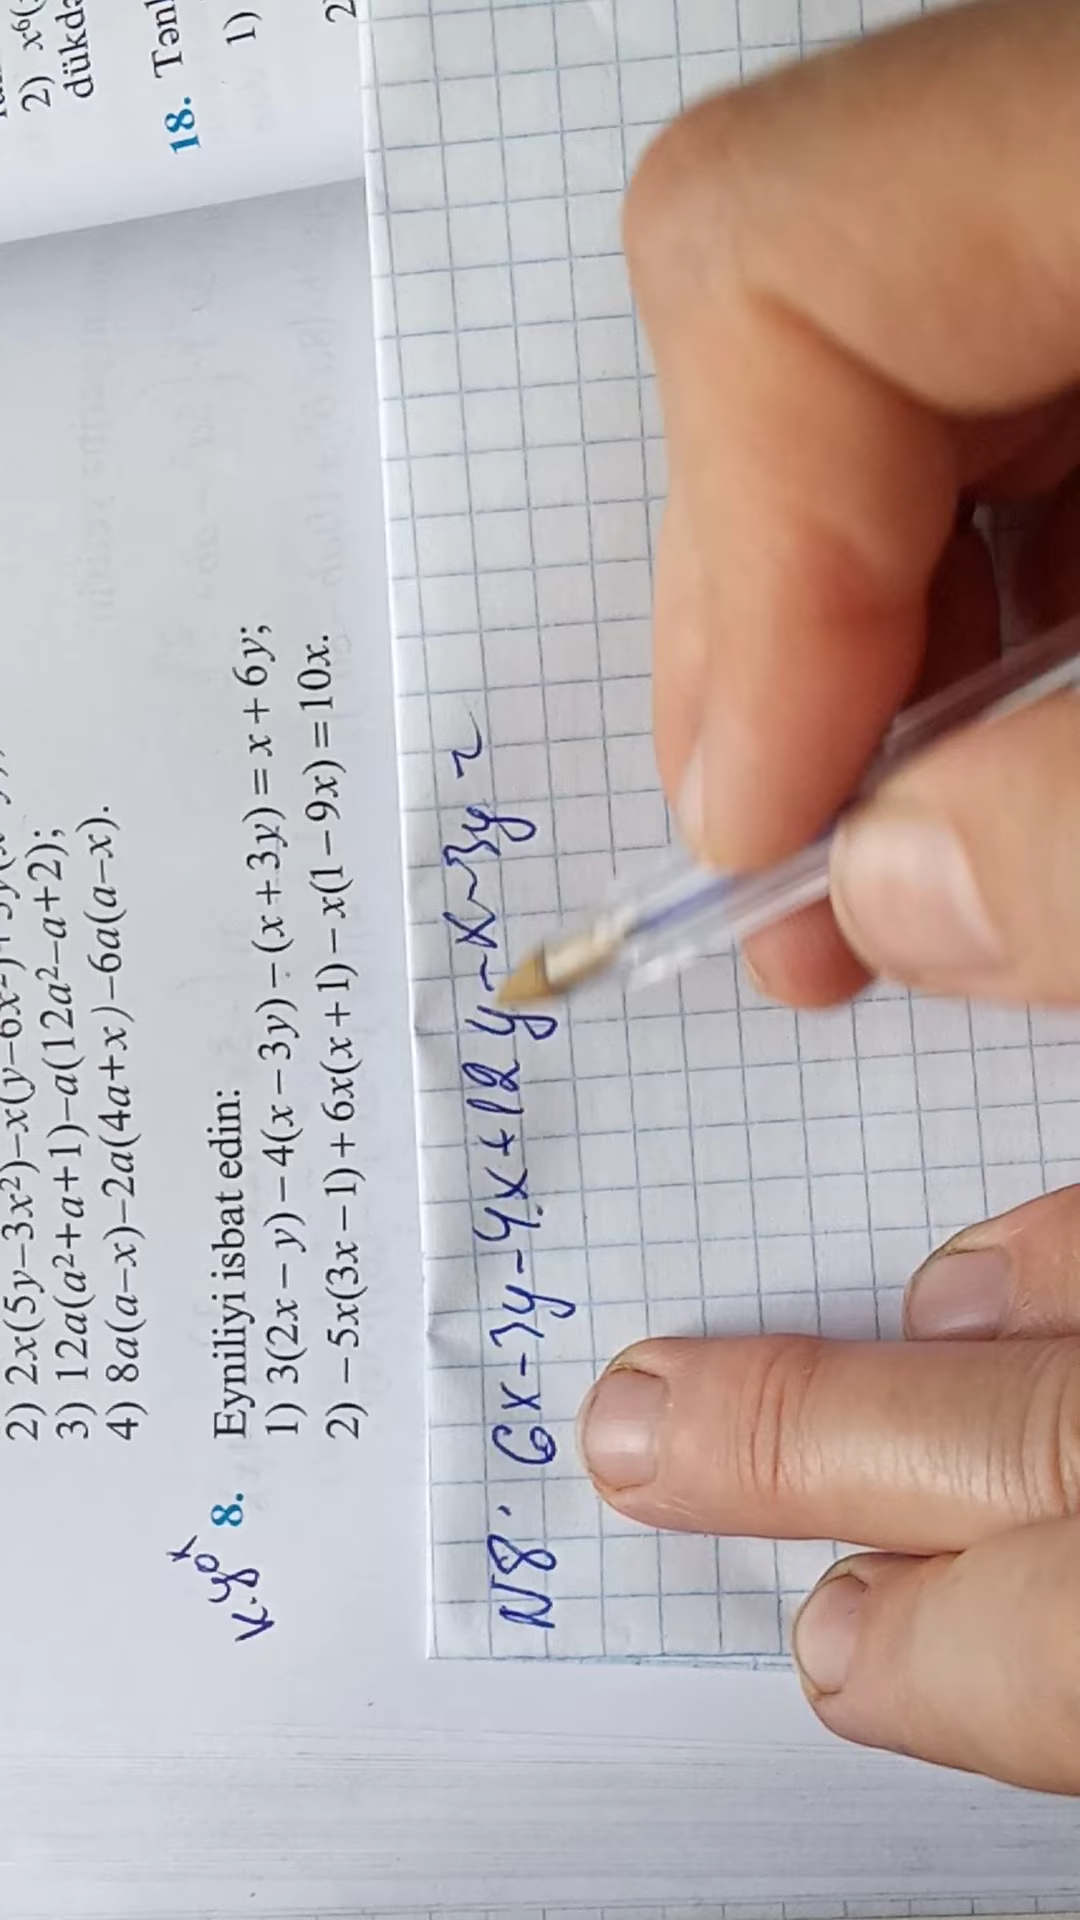 2) 2x(5y–3x²)–x(y–6x²)+3y(x
3) 12a(a²+a+1)–a(12a²–a+2);
4) 8a(a–x)–2a(4a+x)–6a(a–x).
8. Eyniliyi isbat edin:
1) 3(2x – y) – 4(x – 3y) – (x + 3y) = x + 6y;
2) – 5x(3x – 1) + 6x(x + 1) – x(1 – 9x) = 10x.
2) x⁶(
dükdə
18. Tənl
1)
2
N8. 6x-3y-4x+12y-x-3y =